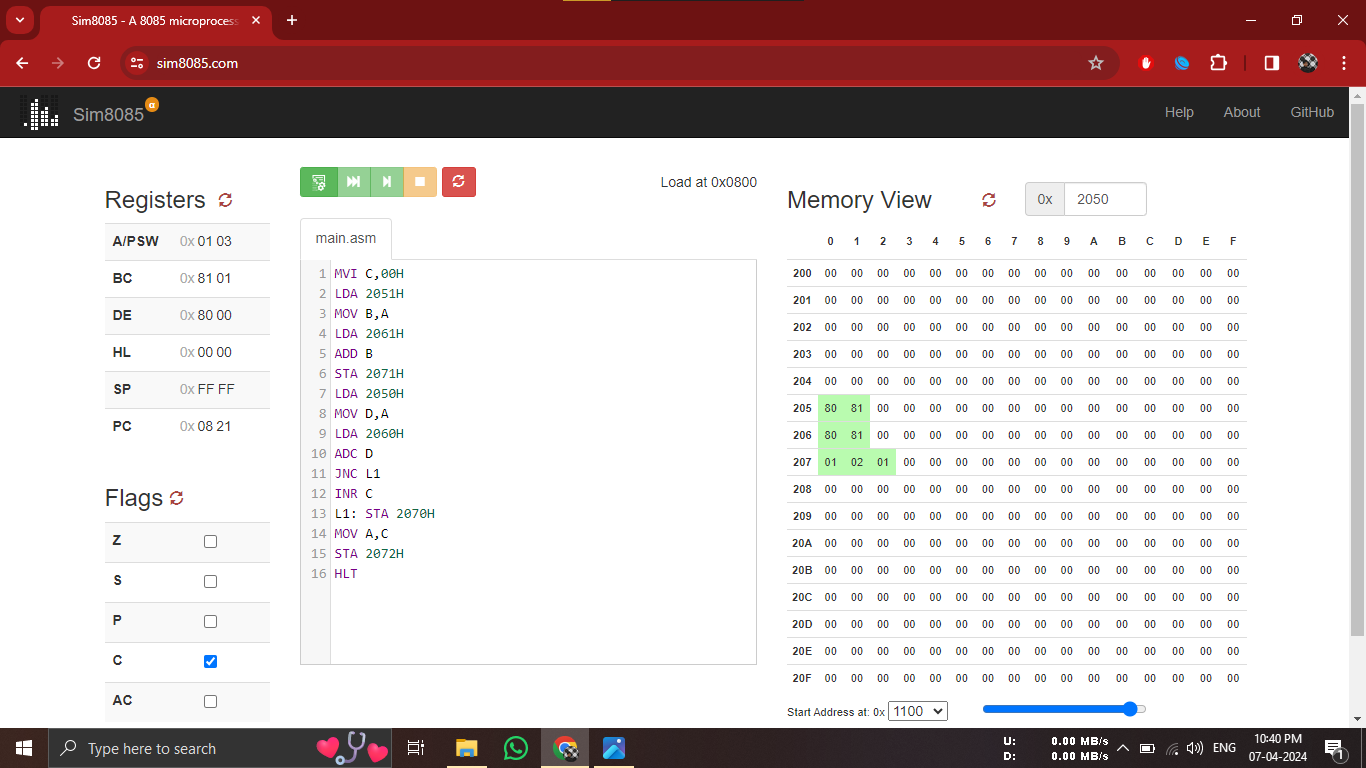 Sim8085 - A 8085 microprocess
sim8085.com
Sim8085 α
Help About GitHub
Registers
A/PSW 0x 01 03
BC 0x 81 01
DE 0x 80 00
HL 0x 00 00
SP 0x FF FF
PC 0x 08 21
Flags
Z
S
P
C
AC
Load at 0x0800
main.asm
1 MVI C,00H
2 LDA 2051H
3 MOV B,A
4 LDA 2061H
5 ADD B
6 STA 2071H
7 LDA 2050H
8 MOV D,A
9 LDA 2060H
10 ADC D
11 JNC L1
12 INR C
13 L1: STA 2070H
14 MOV A,C
15 STA 2072H
16 HLT
Memory View 0x 2050
0 1 2 3 4 5 6 7 8 9 A B C D E F
200 00 00 00 00 00 00 00 00 00 00 00 00 00 00 00 00
201 00 00 00 00 00 00 00 00 00 00 00 00 00 00 00 00
202 00 00 00 00 00 00 00 00 00 00 00 00 00 00 00 00
203 00 00 00 00 00 00 00 00 00 00 00 00 00 00 00 00
204 00 00 00 00 00 00 00 00 00 00 00 00 00 00 00 00
205 80 81 00 00 00 00 00 00 00 00 00 00 00 00 00 00
206 80 81 00 00 00 00 00 00 00 00 00 00 00 00 00 00
207 01 02 01 00 00 00 00 00 00 00 00 00 00 00 00 00
208 00 00 00 00 00 00 00 00 00 00 00 00 00 00 00 00
209 00 00 00 00 00 00 00 00 00 00 00 00 00 00 00 00
20A 00 00 00 00 00 00 00 00 00 00 00 00 00 00 00 00
20B 00 00 00 00 00 00 00 00 00 00 00 00 00 00 00 00
20C 00 00 00 00 00 00 00 00 00 00 00 00 00 00 00 00
20D 00 00 00 00 00 00 00 00 00 00 00 00 00 00 00 00
20E 00 00 00 00 00 00 00 00 00 00 00 00 00 00 00 00
20F 00 00 00 00 00 00 00 00 00 00 00 00 00 00 00 00
Start Address at: 0x 1100
Type here to search
U: 0.00 MB/s
D: 0.00 MB/s
ENG
10:40 PM
07-04-2024
1